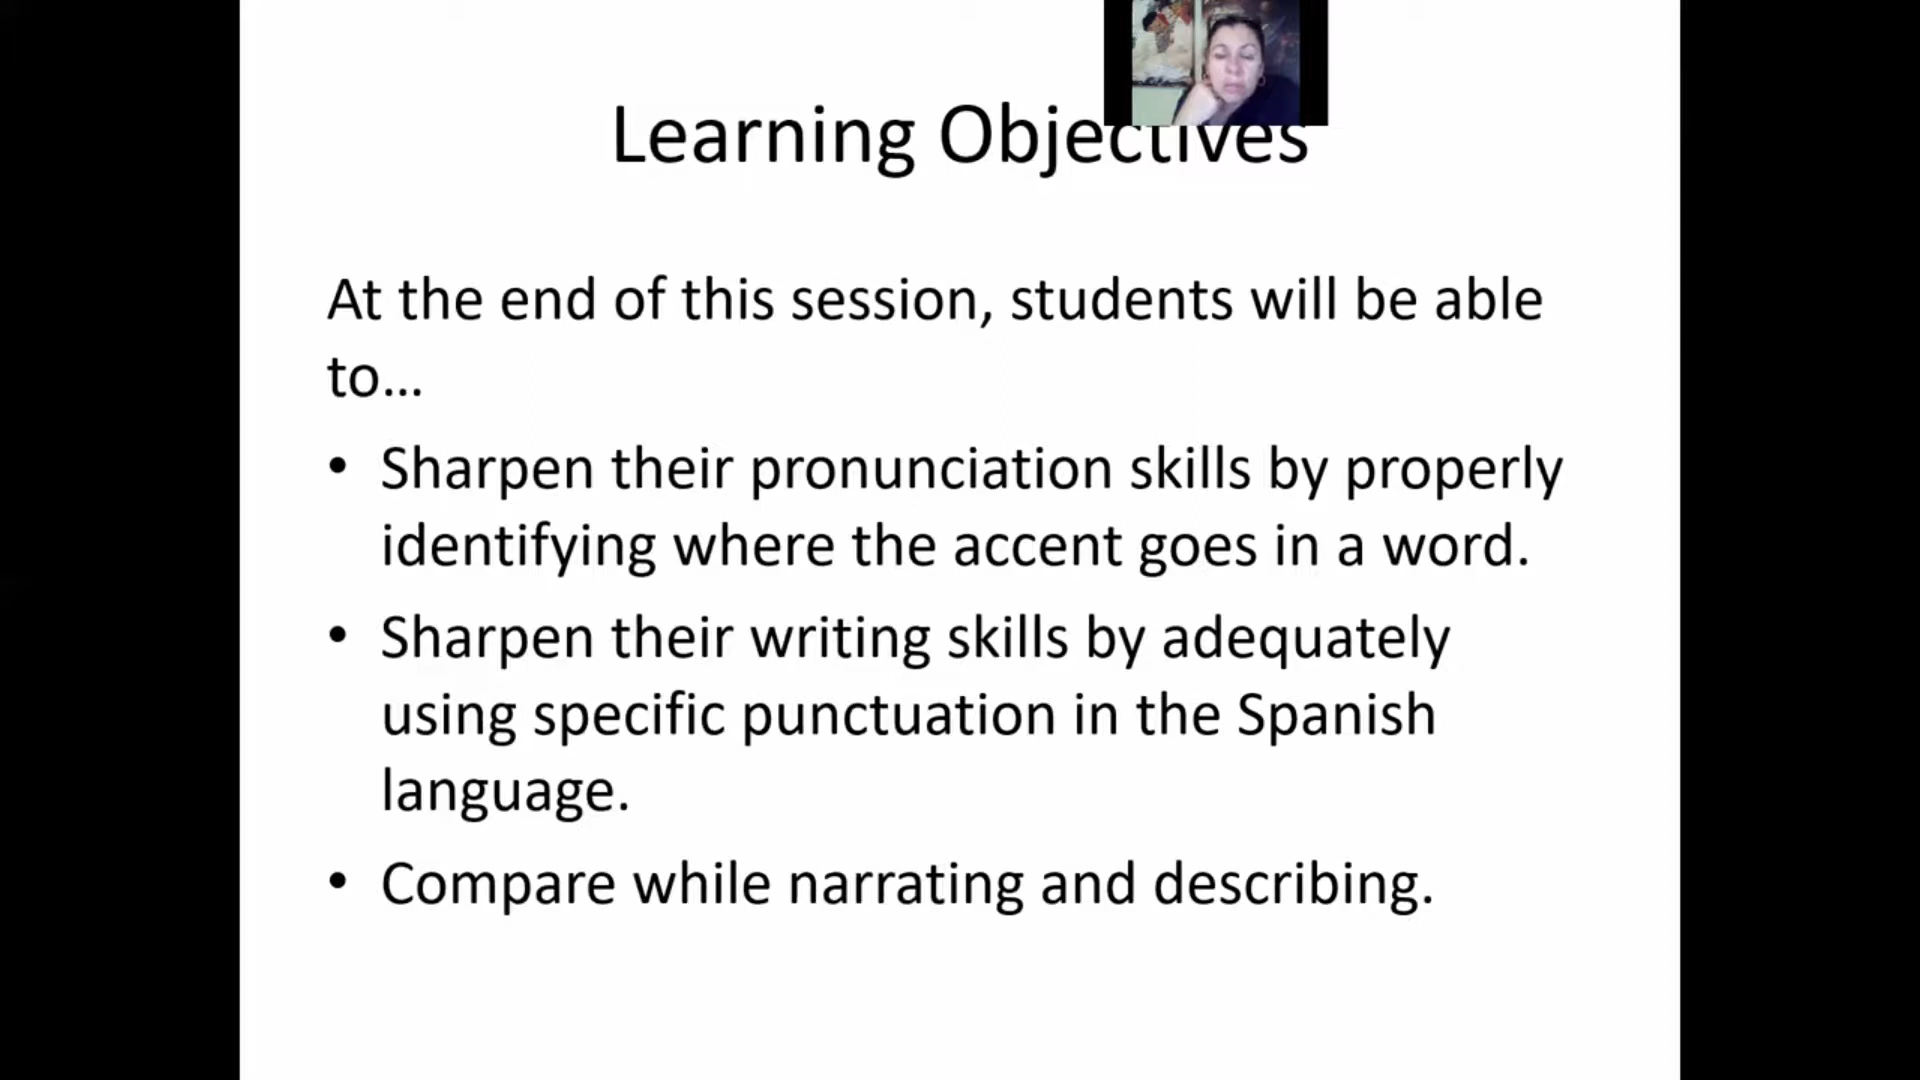 Learning Objectives
At the end of this session, students will be able
to...
• Sharpen their pronunciation skills by properly
identifying where the accent goes in a word.
• Sharpen their writing skills by adequately
using specific punctuation in the Spanish
language.
• Compare while narrating and describing.